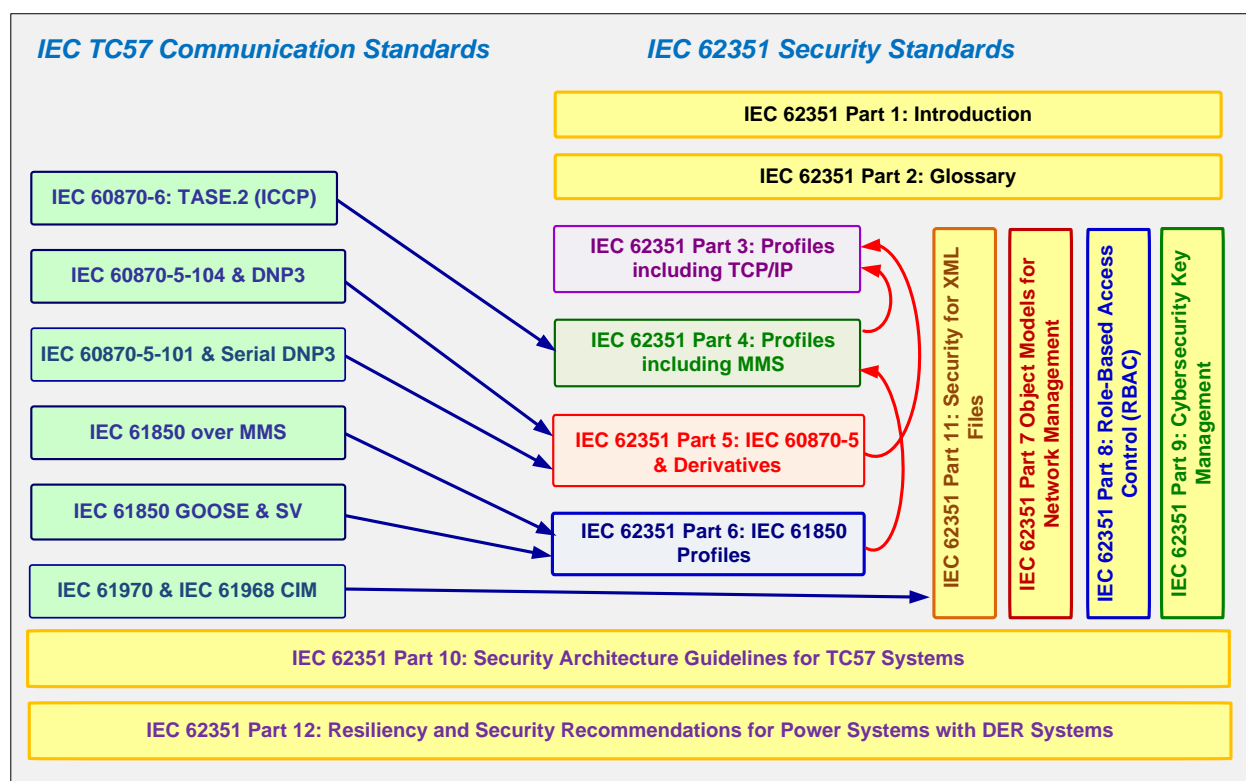 IEC TC57 Communication Standards
IEC 62351 Security Standards
IEC 62351 Part 1: Introduction
IEC 62351 Part 2: Glossary
IEC 60870-6: TASE.2 (ICCP)
IEC 60870-5-104 & DNP3
IEC 60870-5-101 & Serial DNP3
IEC 61850 over MMS
IEC 61850 GOOSE & SV
IEC 61970 & IEC 61968 CIM
IEC 62351 Part 3: Profiles
including TCP/IP
IEC 62351 Part 4: Profiles
including MMS
IEC 62351 Part 5: IEC 60870-5
& Derivatives
IEC 62351 Part 6: IEC 61850
Profiles
IEC 62351 Part 11: Security for XML
Files
IEC 62351 Part 7 Object Models for
Network Management
IEC 62351 Part 8: Role-Based Access
Control (RBAC)
IEC 62351 Part 9: Cybersecurity Key
Management
IEC 62351 Part 10: Security Architecture Guidelines for TC57 Systems
IEC 62351 Part 12: Resiliency and Security Recommendations for Power Systems with DER Systems